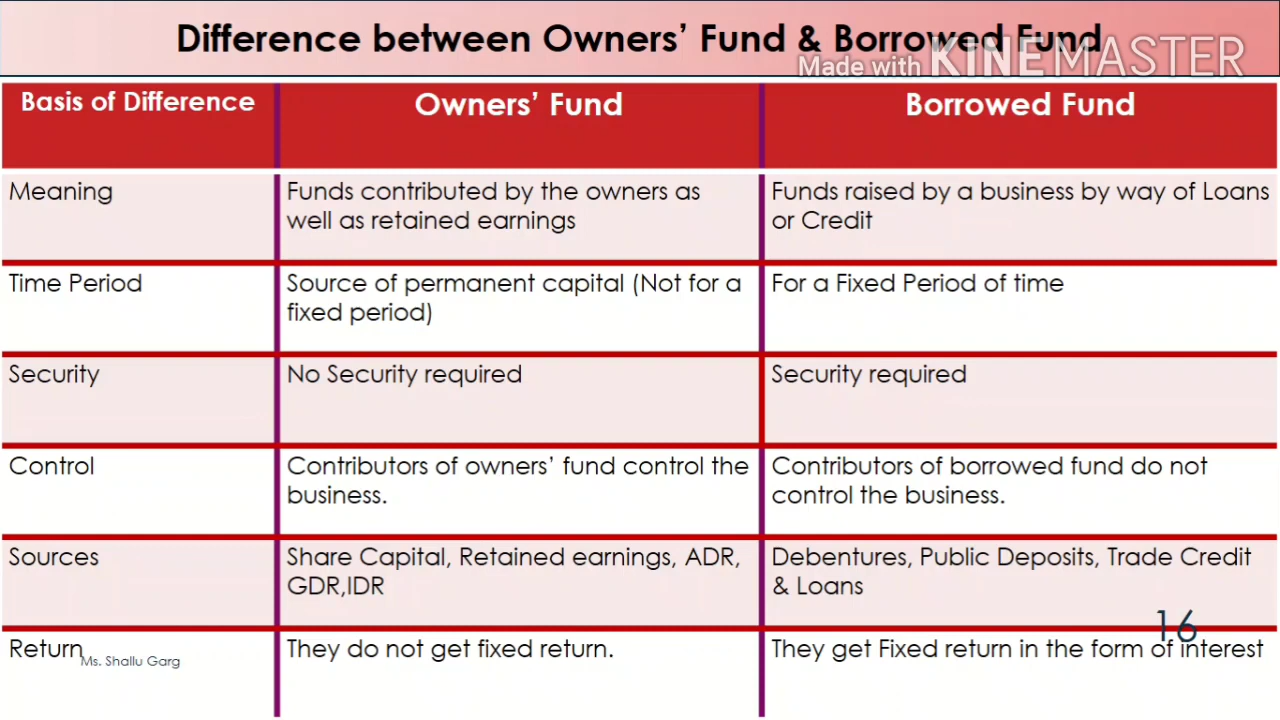 Difference between Owners' Fund & Borrowed Fund
Made with KINEMASTER
Basis of Difference
Owners' Fund
Borrowed Fund
Meaning
Funds contributed by the owners as
well as retained earnings
Funds raised by a business by way of Loans
or Credit
Time Period
Source of permanent capital (Not for a
fixed period)
For a Fixed Period of time
Security
No Security required
Security required
Control
Contributors of owners' fund control the
business.
Contributors of borrowed fund do not
control the business.
Sources
Share Capital, Retained earnings, ADR,
GDR,IDR
Debentures, Public Deposits, Trade Credit
& Loans
16
Return
Ms. Shallu Garg
They do not get fixed return.
They get Fixed return in the form of interest